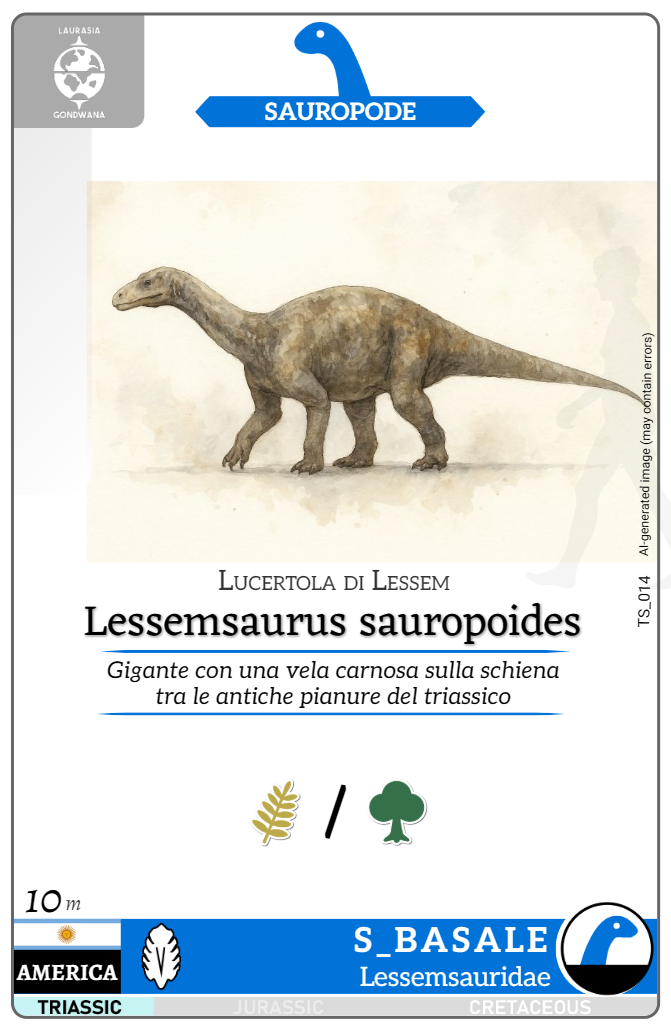 LAURASIA
GONDWANA
SAUROPODE
AI-generated image (may contain errors)
TS_014
Lucertola di Lessem
Lessemsaurus sauropoides
Gigante con una vela carnosa sulla schiena
tra le antiche pianure del triassico
/
10 m
AMERICA
S_BASALE
Lessemsauridae
TRIASSIC
JURASSIC
CRETACEOUS